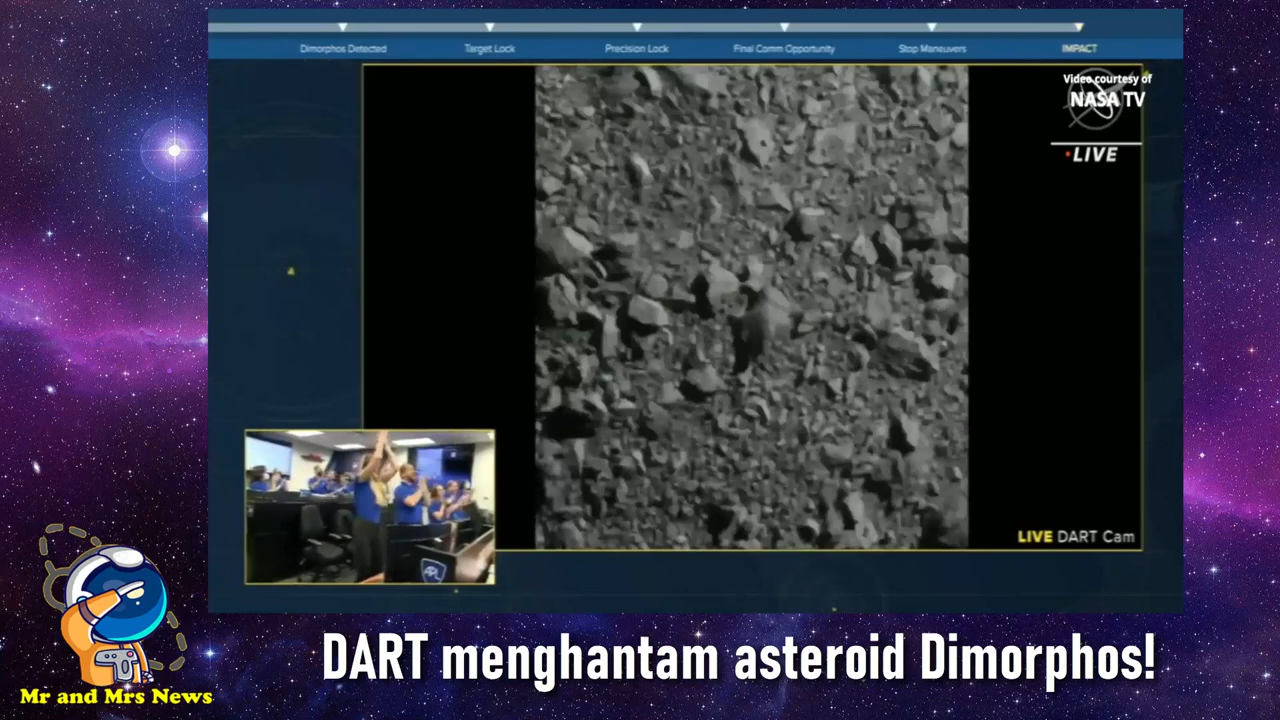 Dimorphos Detected
Target Lock
Precision Lock
Final Comm Opportunity
Stop Maneuvers
IMPACT
Video courtesy of
NASA TV
LIVE
LIVE DART Cam
APL
Mr and Mrs News
DART menghantam asteroid Dimorphos!